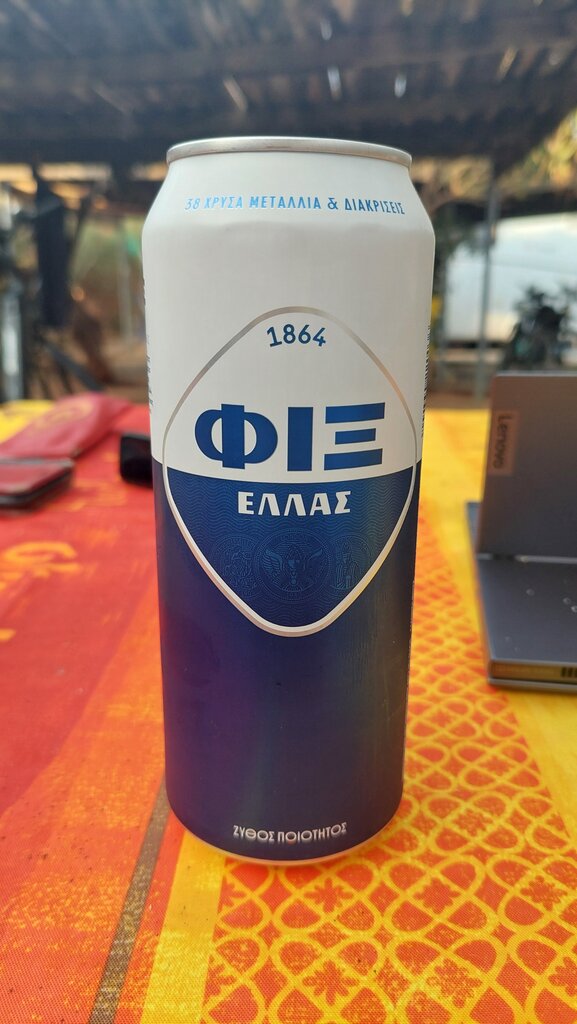 38 ΧΡΥΣΑ ΜΕΤΑΛΛΙΑ & ΔΙΑΚΡΙΣΕΙΣ
1864
ΦΙΞ
ΕΛΛΑΣ
Lenovo
ΖΥΘΟΣ ΠΟΙΟΤΗΤΟΣ